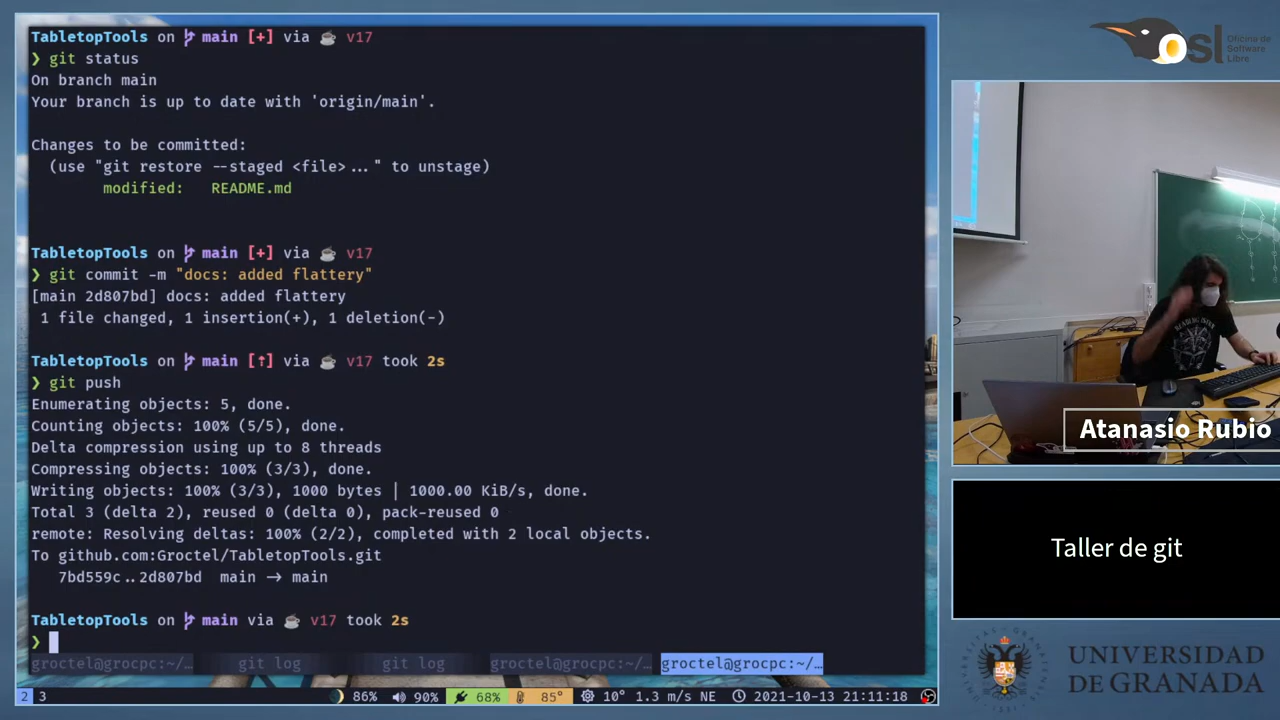 TabletopTools on main [+] via v17
❯ git status
On branch main
Your branch is up to date with 'origin/main'.
Changes to be committed:
(use "git restore --staged <file>..." to unstage)
modified: README.md
TabletopTools on main [+] via v17
❯ git commit -m "docs: added flattery"
[main 2d807bd] docs: added flattery
1 file changed, 1 insertion(+), 1 deletion(-)
TabletopTools on main [↑] via v17 took 2s
❯ git push
Enumerating objects: 5, done.
Counting objects: 100% (5/5), done.
Delta compression using up to 8 threads
Compressing objects: 100% (3/3), done.
Writing objects: 100% (3/3), 1000 bytes | 1000.00 KiB/s, done.
Total 3 (delta 2), reused 0 (delta 0), pack-reused 0
remote: Resolving deltas: 100% (2/2), completed with 2 local objects.
To github.com:Groctel/TabletopTools.git
7bd559c..2d807bd main → main
TabletopTools on main via v17 took 2s
❯
groctel@grocpc:~/… git log git log groctel@grocpc:~/… groctel@grocpc:~/…
2 3 86% 90% 68% 85° 10° 1.3 m/s NE 2021-10-13 21:11:18
osl
Oficina de
Software
Libre
Atanasio Rubio
Taller de git
UNIVERSIDAD
DE GRANADA